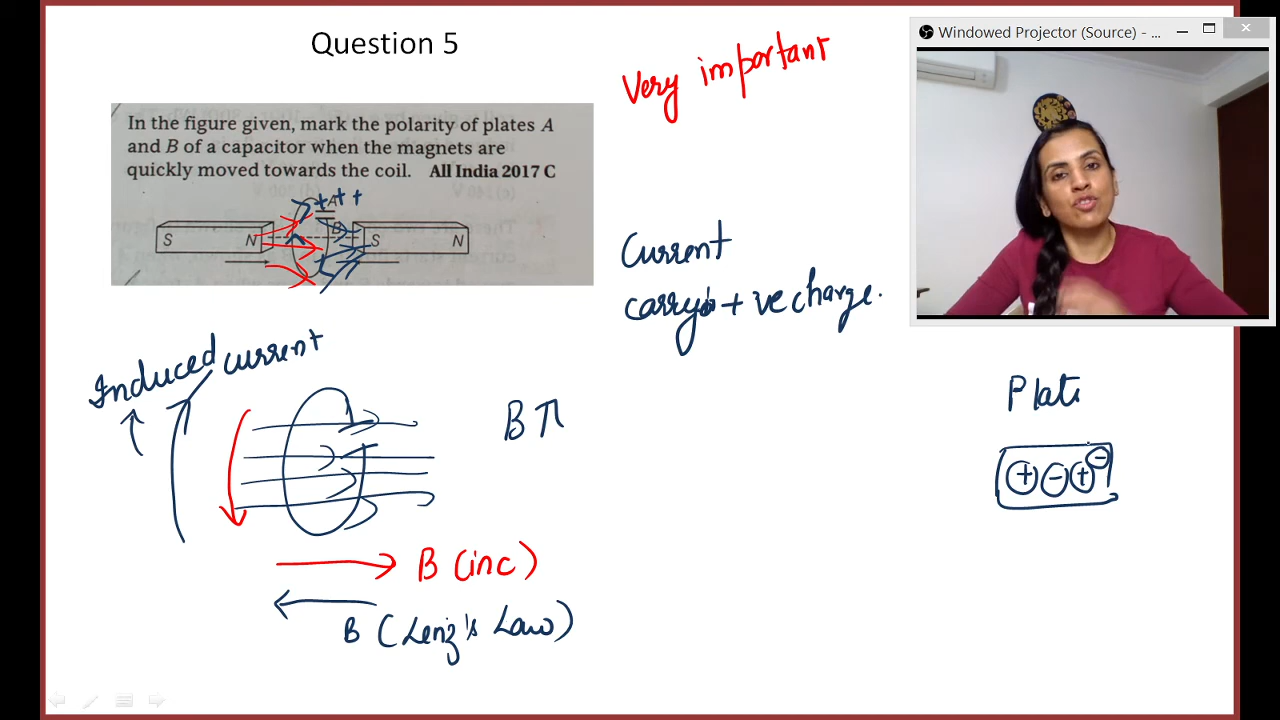 Question 5
Very important
Windowed Projector (Source) - ...
In the figure given, mark the polarity of plates A
and B of a capacitor when the magnets are
quickly moved towards the coil. All India 2017 C
+ + +
A
B
S N S N
Current
+ ve charge.
Induced current
B
Plate
+ - + -
B (inc)
B (Lenz's Law)